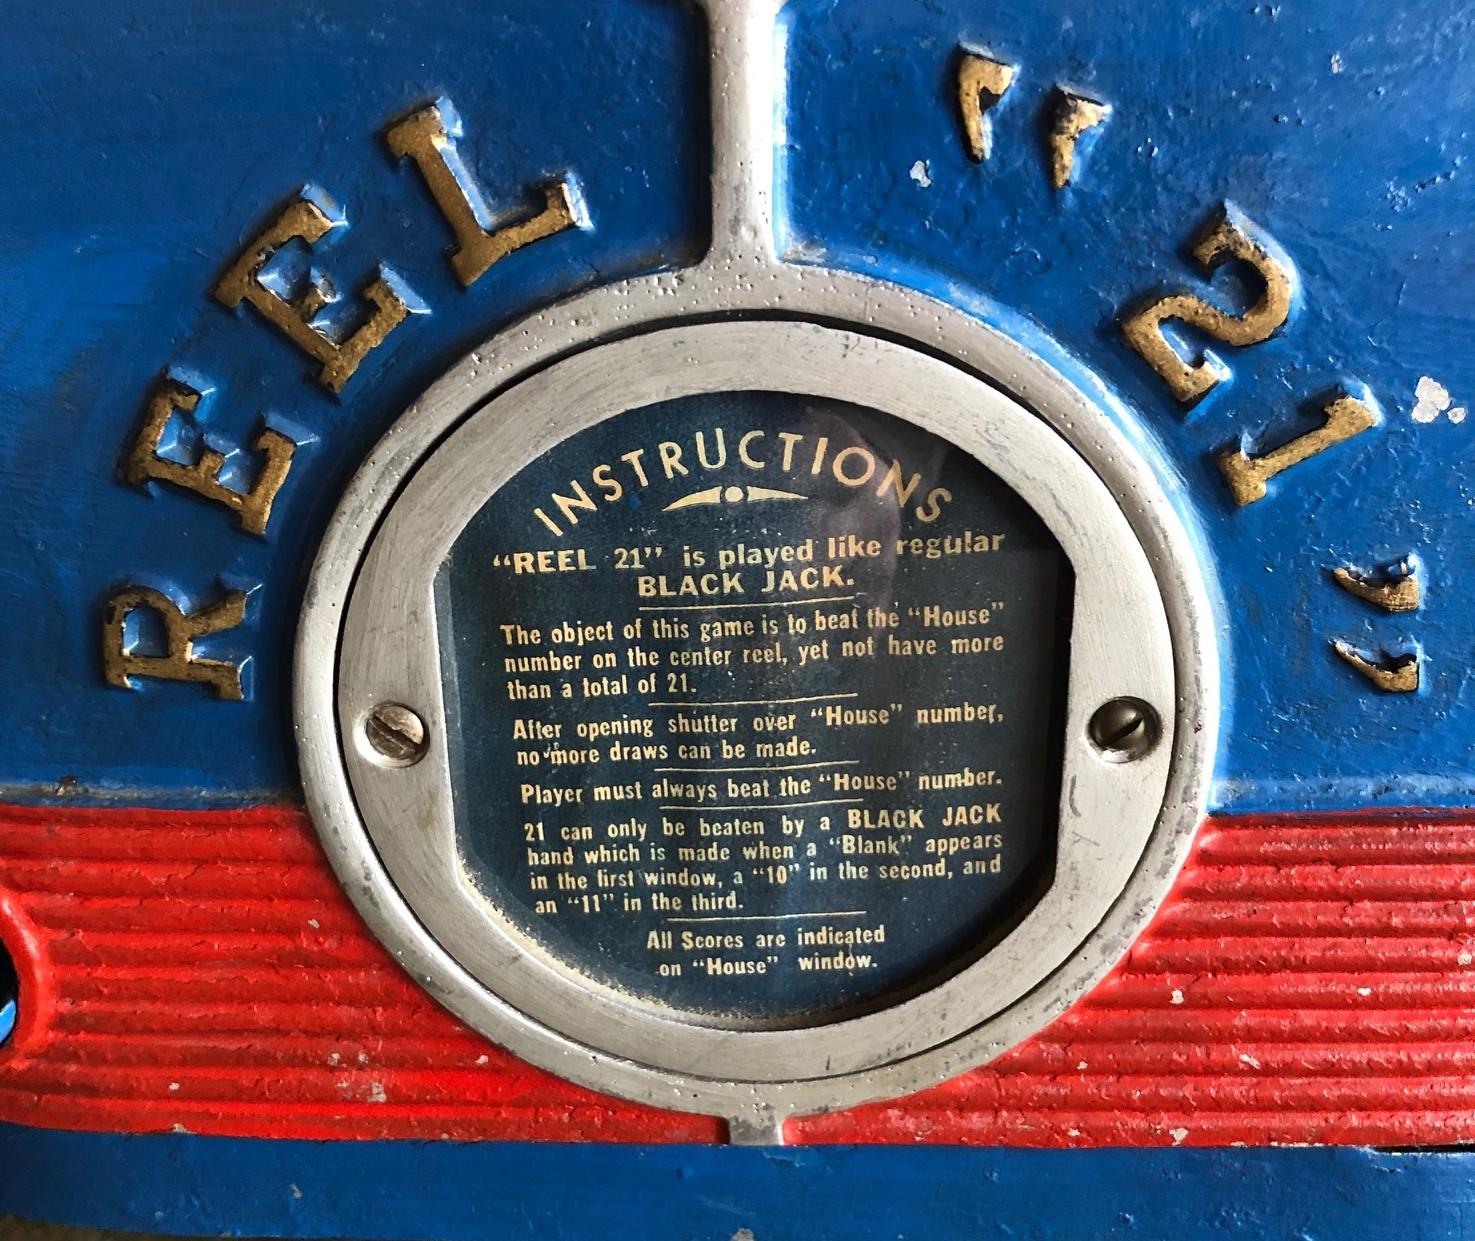 REEL "21"
INSTRUCTIONS
"REEL 21" is played like regular
BLACK JACK.
The object of this game is to beat the "House"
number on the center reel, yet not have more
than a total of 21.
After opening shutter over "House" number,
no more draws can be made.
Player must always beat the "House" number.
21 can only be beaten by a BLACK JACK
hand which is made when a "Blank" appears
in the first window, a "10" in the second, and
an "11" in the third.
All Scores are indicated
on "House" window.